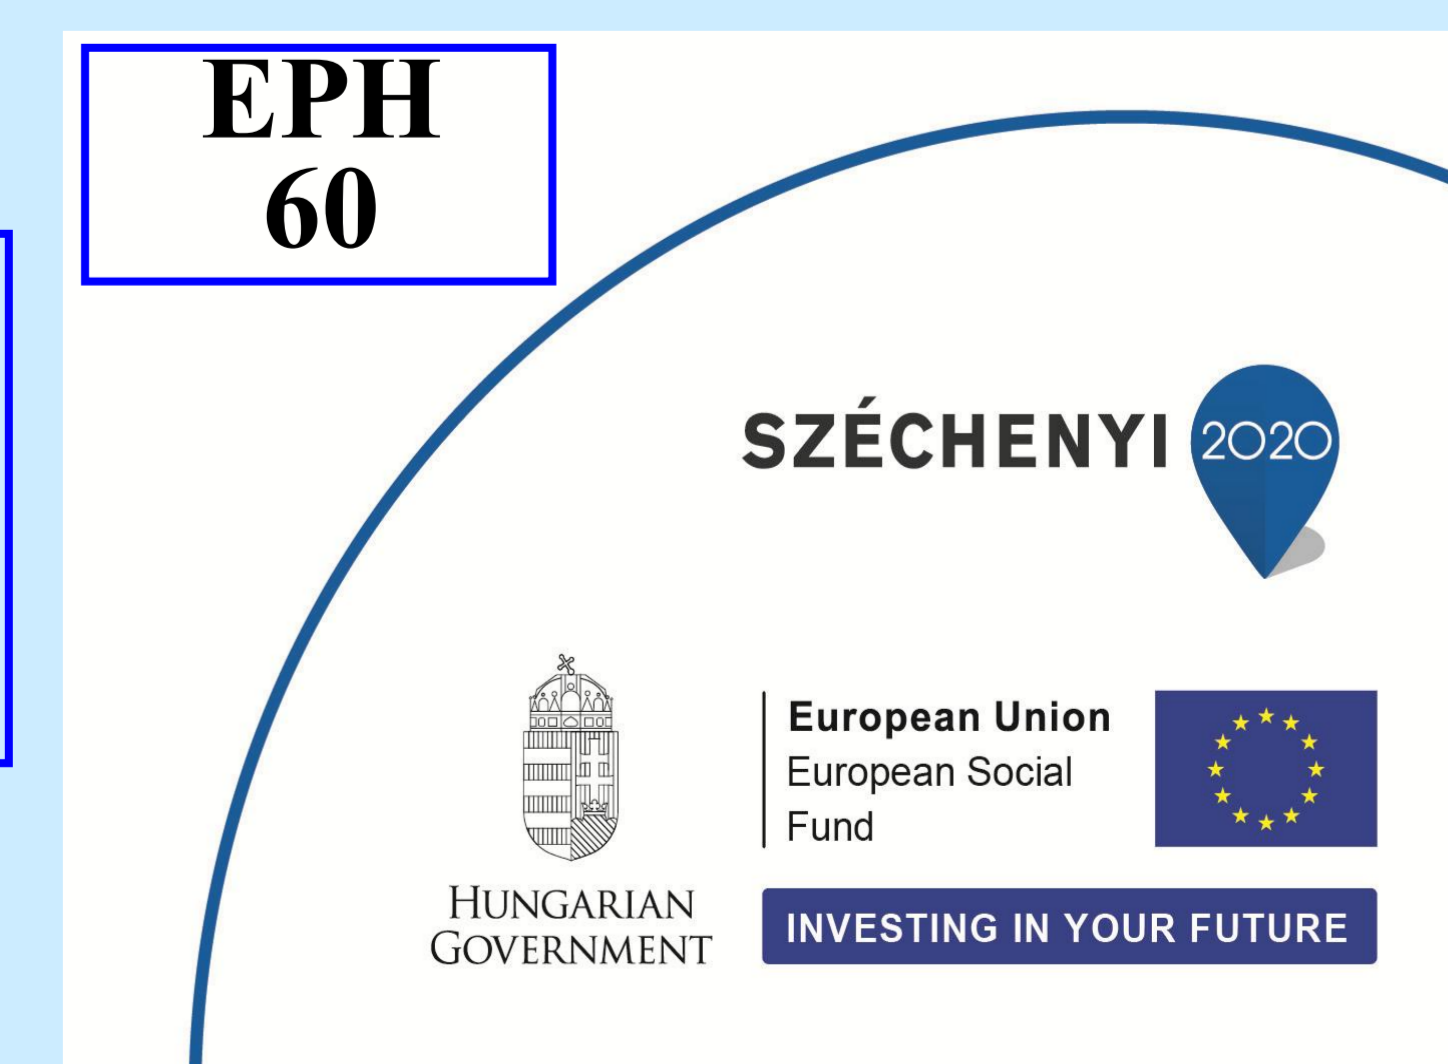 EPH
60
SZÉCHENYI 2020
European Union
European Social
Fund
HUNGARIAN
GOVERNMENT
INVESTING IN YOUR FUTURE